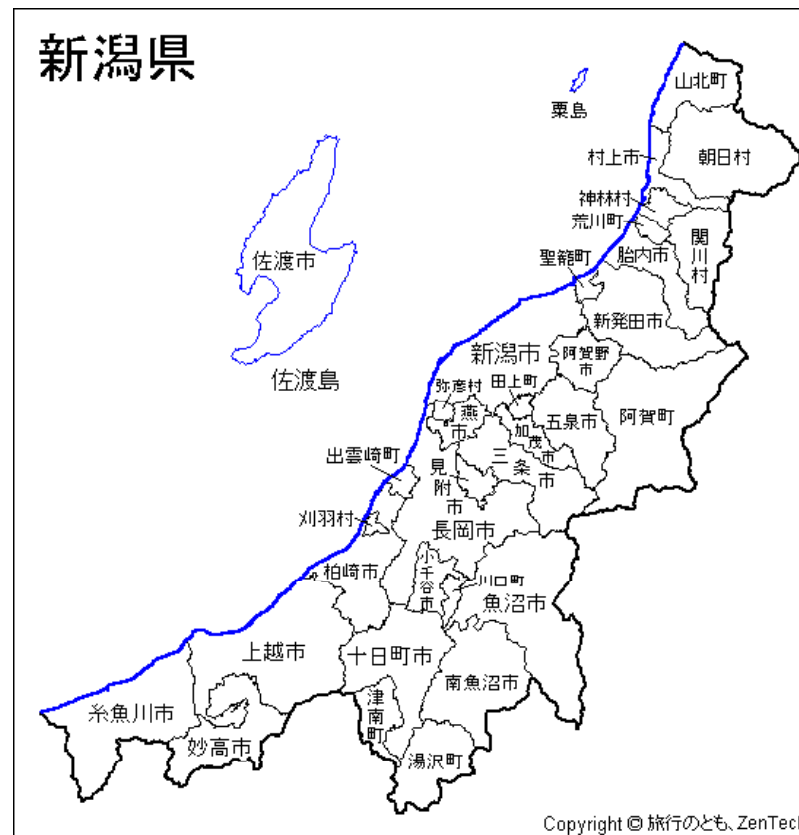 新潟県
山北町
粟島
村上市
朝日村
神林村
荒川町
関川村
胎内市
聖籠町
佐渡市
新発田市
新潟市
阿賀野市
佐渡島
弥彦村
田上町
燕市
五泉市
阿賀町
加茂市
三条市
出雲崎町
見附市
刈羽村
長岡市
柏崎市
小千谷市
川口町
魚沼市
上越市
十日町市
南魚沼市
津南町
糸魚川市
妙高市
湯沢町
Copyright © 旅行のとも、ZenTech